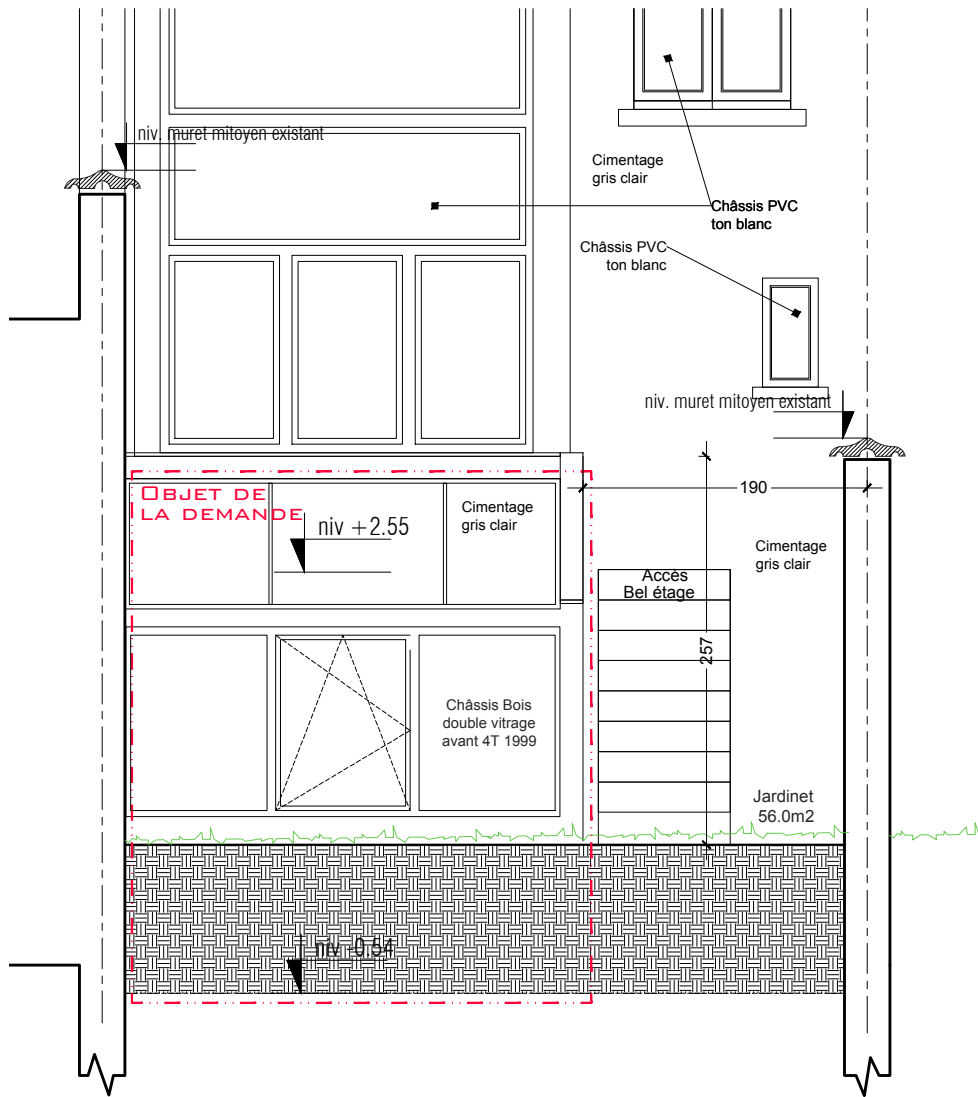 niv. muret mitoyen existant
Cimentage
gris clair
Châssis PVC
ton blanc
Châssis PVC
ton blanc
niv. muret mitoyen existant
190
OBJET DE
LA DEMANDE
niv +2.55
Cimentage
gris clair
Cimentage
gris clair
Accès
Bel étage
257
Châssis Bois
double vitrage
avant 4T 1999
Jardinet
56.0m2
niv -0.54